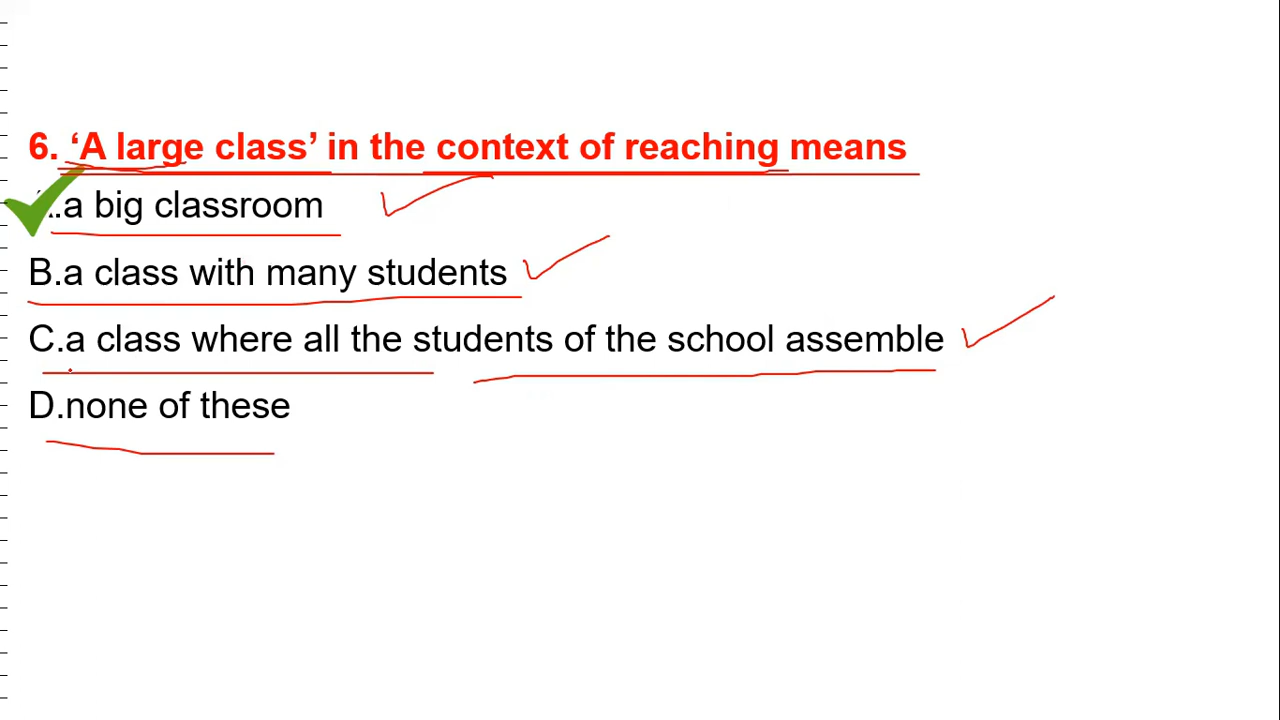 6. ‘A large class’ in the context of reaching means
.a big classroom
B.a class with many students
C.a class where all the students of the school assemble
D.none of these